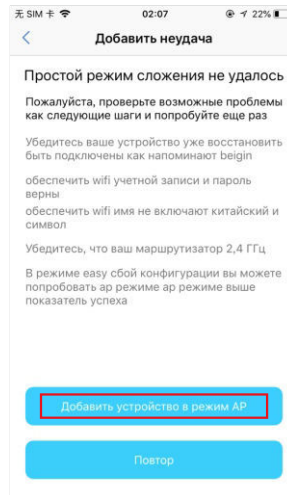 无 SIM 卡 02:07 22%
Добавить неудача
Простой режим сложения не удалось
Пожалуйста, проверьте возможные проблемы
как следующие шаги и попробуйте еще раз
Убедитесь ваше устройство уже восстановить
быть подключены как напоминают beigin
обеспечить wifi учетной записи и пароль
верны
обеспечить wifi имя не включают китайский и
символ
Убедитесь, что ваш маршрутизатор 2,4 ГГц
В режиме easy сбой конфигурации вы можете
попробовать ap режиме ap режиме выше
показатель успеха
Добавить устройство в режим AP
Повтор